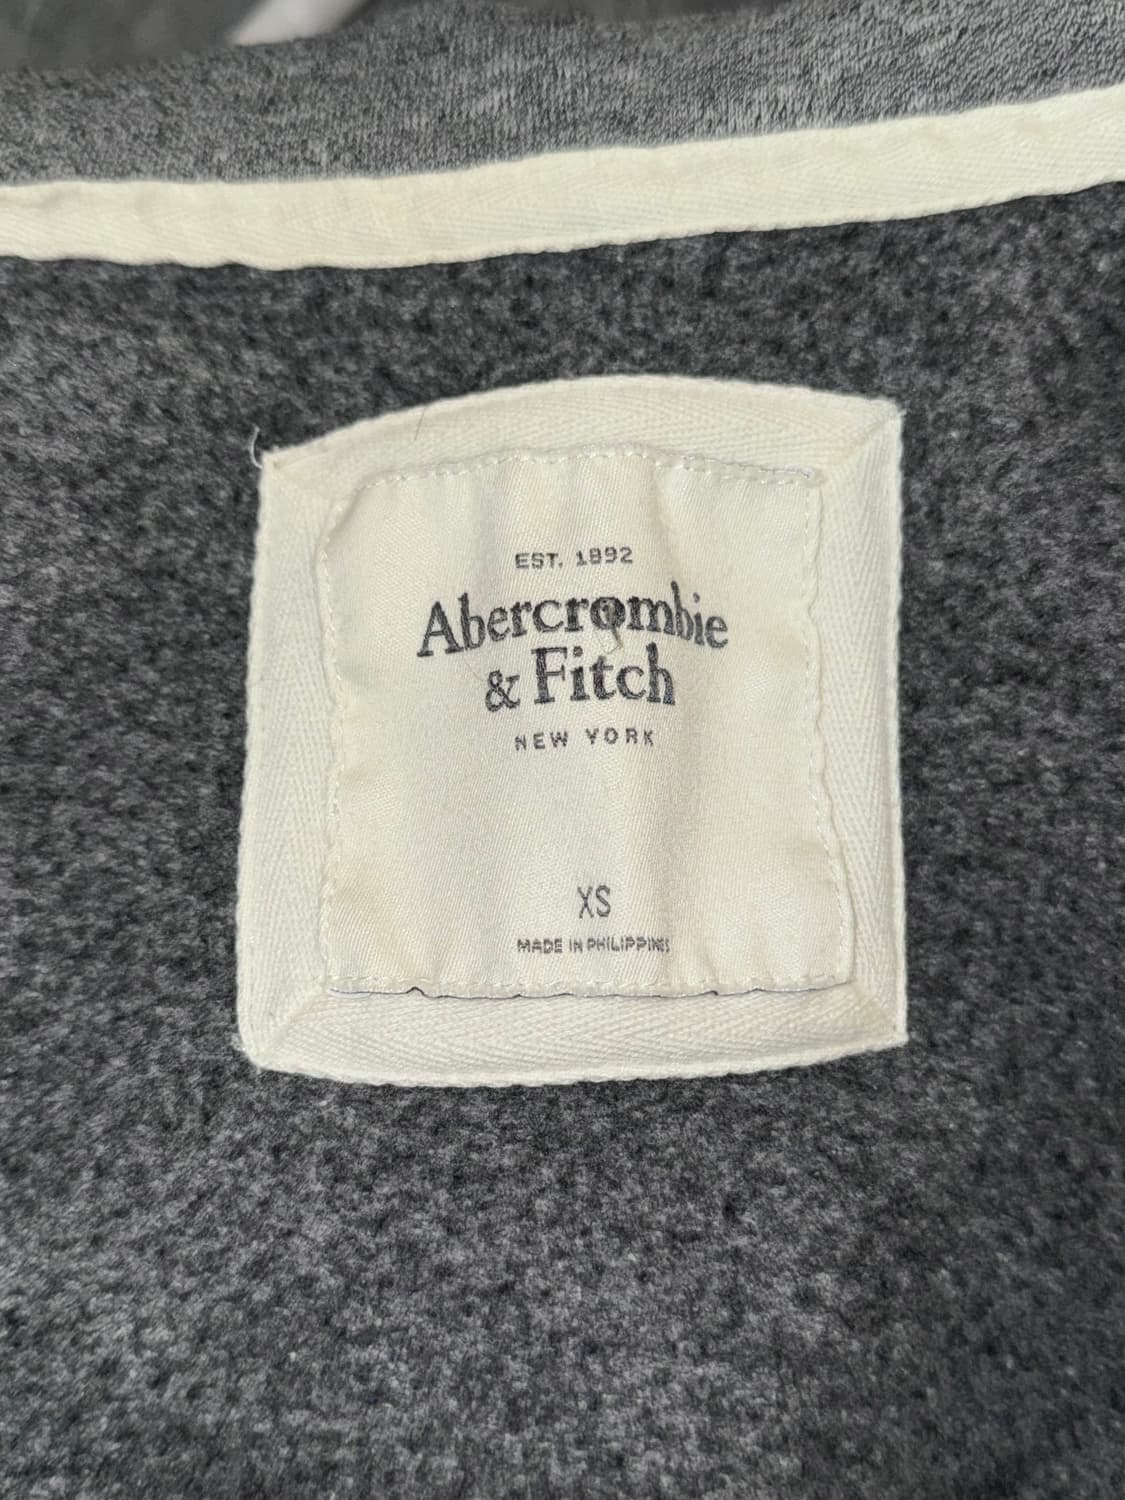 EST. 1892
Abercrombie
& Fitch
NEW YORK
XS
MADE IN PHILIPPINES